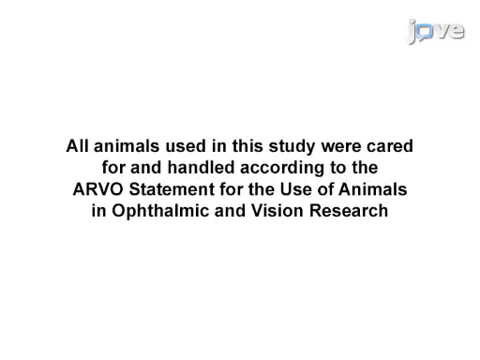 jove
All animals used in this study were cared
for and handled according to the
ARVO Statement for the Use of Animals
in Ophthalmic and Vision Research